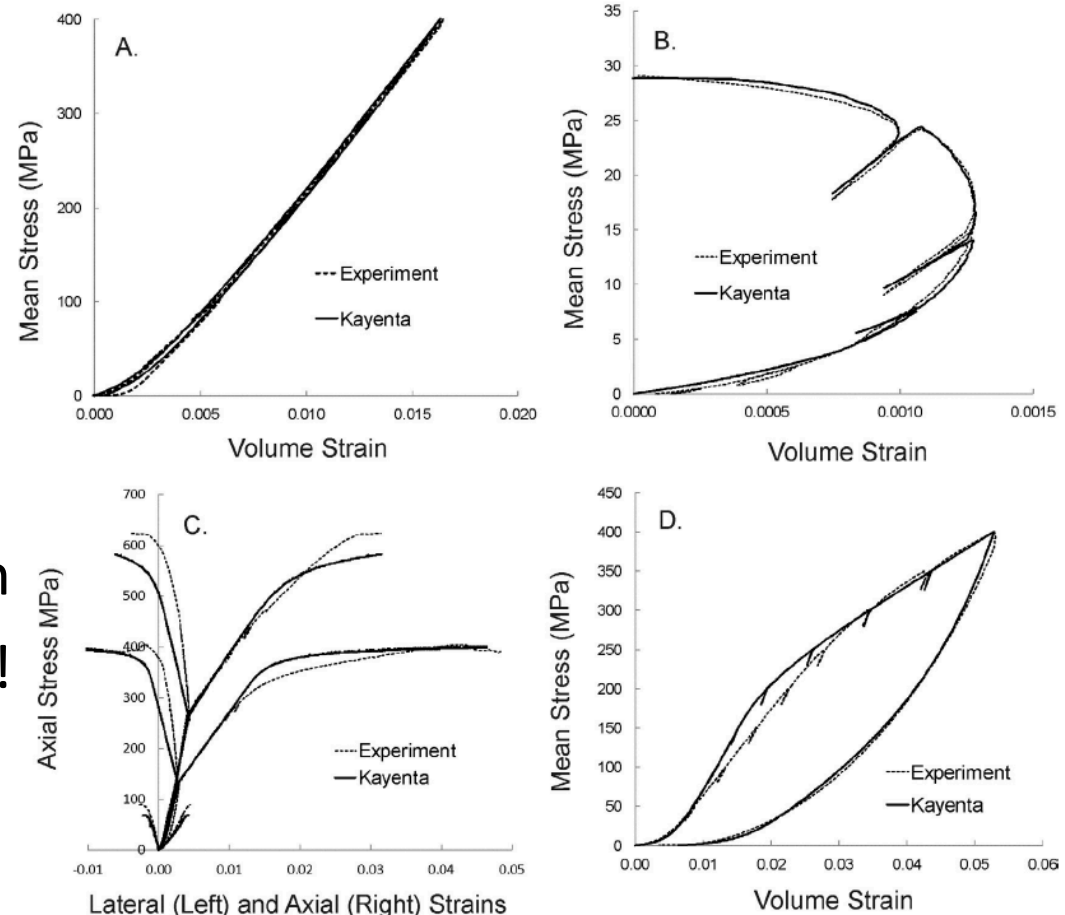 A.
400
300
200
100
0
0.000 0.005 0.010 0.015 0.020
Mean Stress (MPa)
Volume Strain
Experiment
Kayenta
B.
35
30
25
20
15
10
5
0
0.0000 0.0005 0.0010 0.0015
Mean Stress (MPa)
Volume Strain
Experiment
Kayenta
C.
700
600
500
400
300
200
100
0
-0.01 0.00 0.01 0.02 0.03 0.04 0.05
Axial Stress MPa)
Lateral (Left) and Axial (Right) Strains
Experiment
Kayenta
D.
450
400
350
300
250
200
150
100
50
0
0.00 0.01 0.02 0.03 0.04 0.05 0.06
Mean Stress (MPa)
Volume Strain
Experiment
Kayenta
!